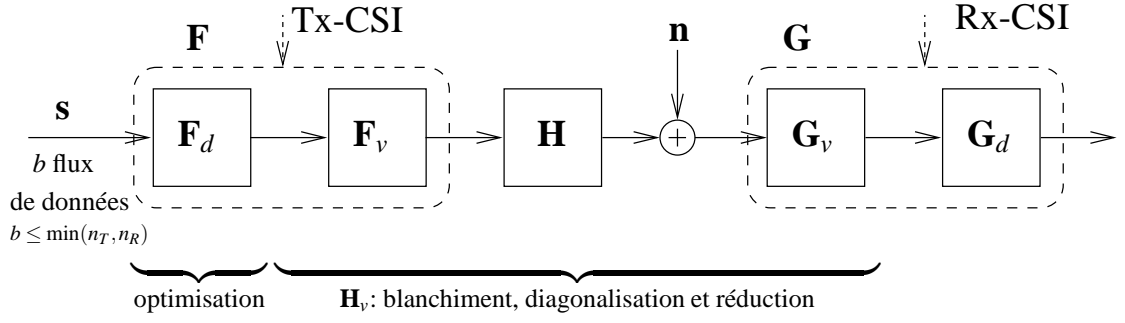 Tx-CSI
Rx-CSI
F
n
G
s
F_d
F_v
H
+
G_v
G_d
b flux
de données
b ≤ min(n_T, n_R)
optimisation
H_v: blanchiment, diagonalisation et réduction